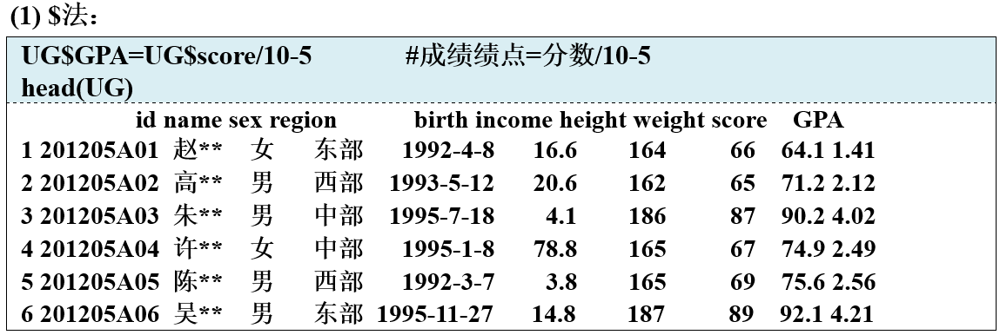 (1) $法：
UG$GPA=UG$score/10-5 #成绩绩点=分数/10-5
head(UG)
id name sex region birth income height weight score GPA
1 201205A01 赵** 女 东部 1992-4-8 16.6 164 66 64.1 1.41
2 201205A02 高** 男 西部 1993-5-12 20.6 162 65 71.2 2.12
3 201205A03 朱** 男 中部 1995-7-18 4.1 186 87 90.2 4.02
4 201205A04 许** 女 中部 1995-1-8 78.8 165 67 74.9 2.49
5 201205A05 陈** 男 西部 1992-3-7 3.8 165 69 75.6 2.56
6 201205A06 吴** 男 东部 1995-11-27 14.8 187 89 92.1 4.21